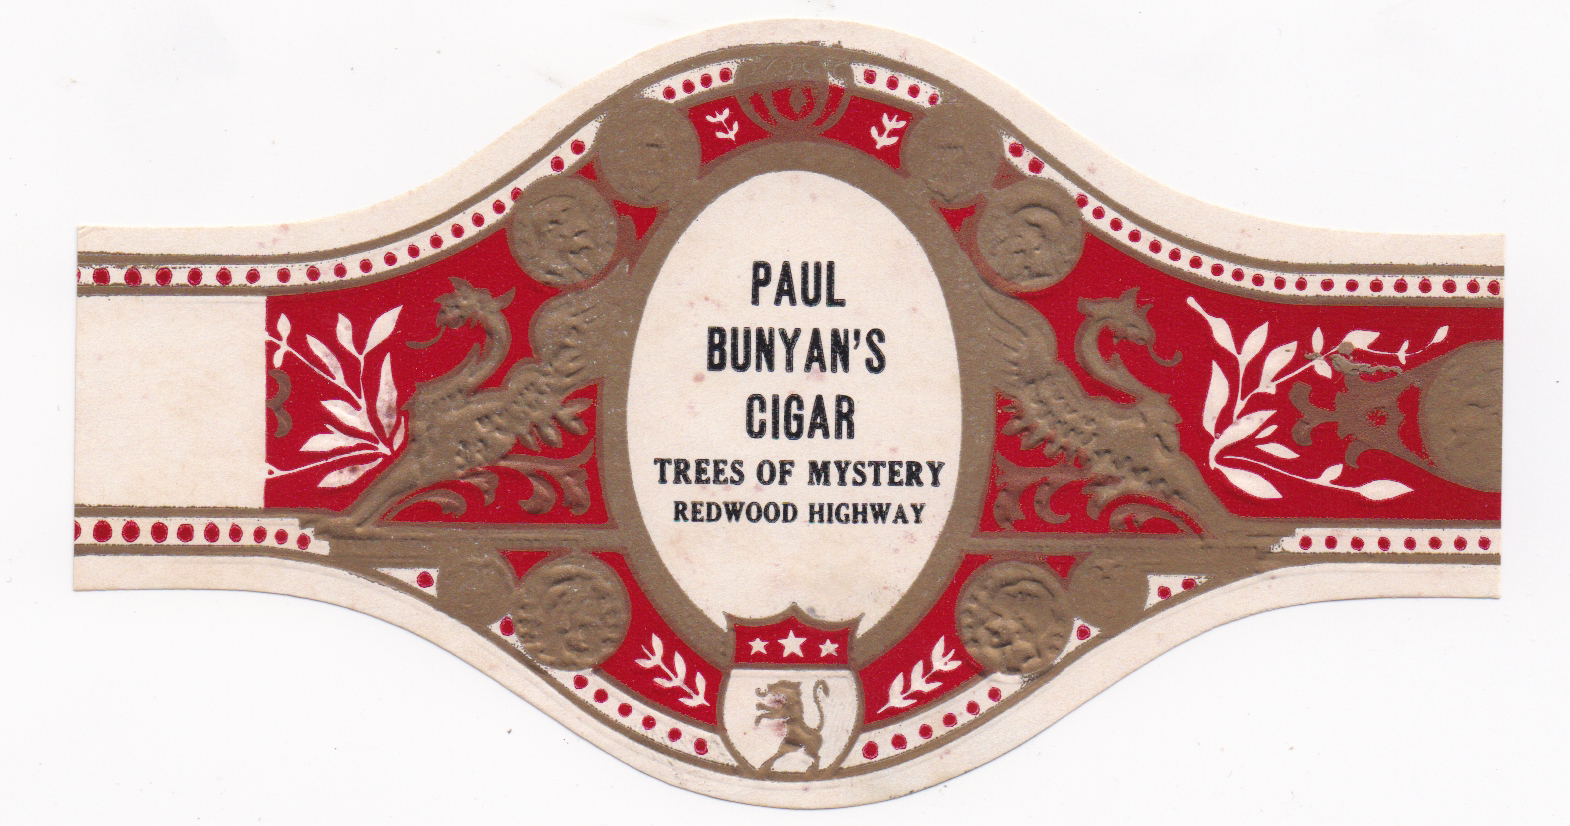 PAUL
BUNYAN'S
CIGAR
TREES OF MYSTERY
REDWOOD HIGHWAY